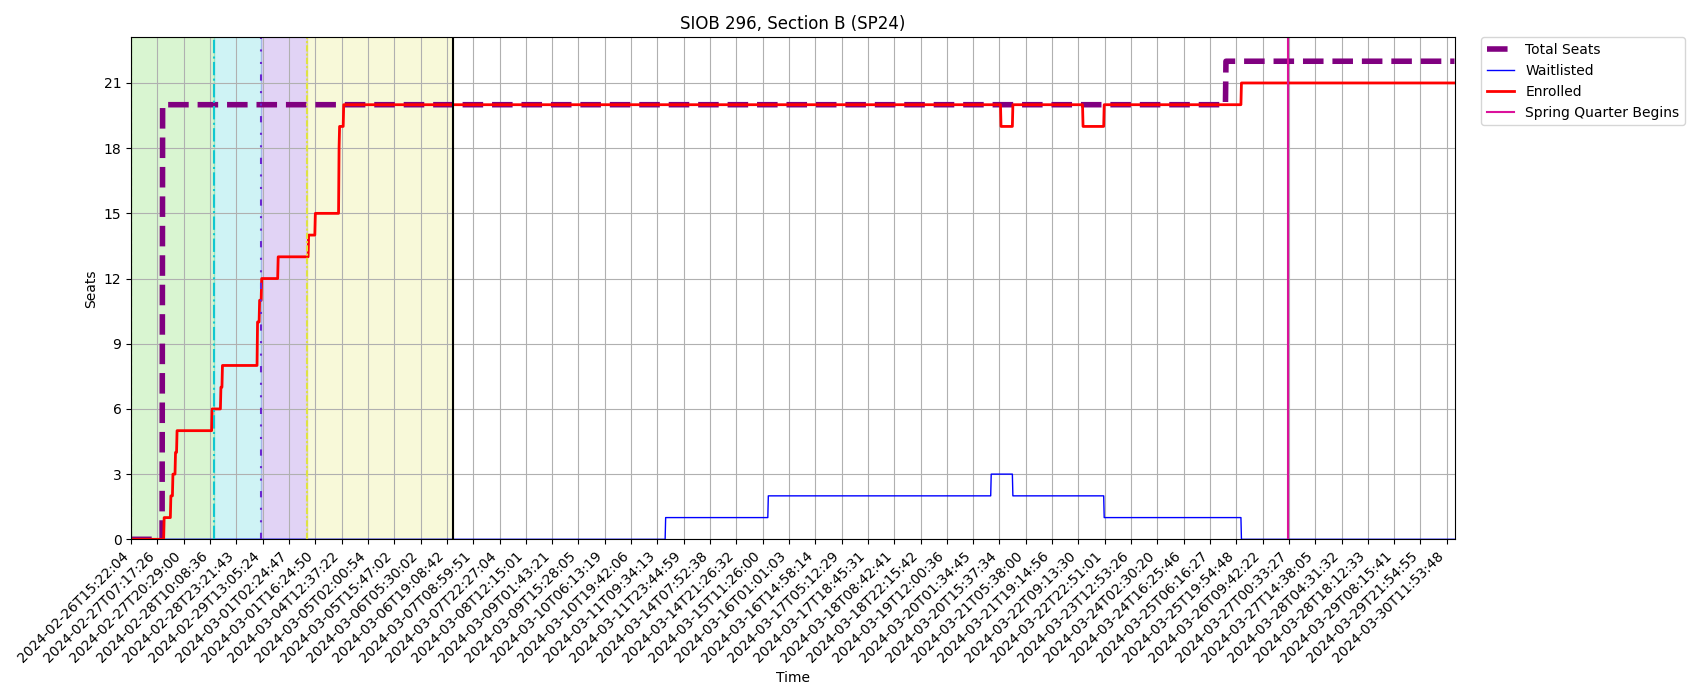 SIOB 296, Section B (SP24)
Total Seats
Waitlisted
Enrolled
Spring Quarter Begins
Seats
21
18
15
12
9
6
3
0
2024-02-26T15:22:04
2024-02-27T07:17:26
2024-02-27T20:29:00
2024-02-28T10:08:36
2024-02-28T23:21:43
2024-02-29T13:05:24
2024-03-01T02:24:47
2024-03-01T16:24:50
2024-03-04T12:37:22
2024-03-05T02:00:54
2024-03-05T15:47:02
2024-03-06T05:30:02
2024-03-06T19:08:42
2024-03-07T08:59:51
2024-03-07T22:27:04
2024-03-08T12:15:01
2024-03-09T01:43:21
2024-03-09T15:28:05
2024-03-10T06:13:19
2024-03-10T19:42:06
2024-03-11T09:34:13
2024-03-11T23:44:59
2024-03-14T07:52:38
2024-03-14T21:26:32
2024-03-15T11:26:00
2024-03-16T01:01:03
2024-03-16T14:58:14
2024-03-17T05:12:29
2024-03-17T18:45:31
2024-03-18T08:42:41
2024-03-18T22:15:42
2024-03-19T12:00:36
2024-03-20T01:34:45
2024-03-20T15:37:34
2024-03-21T05:38:00
2024-03-21T19:14:56
2024-03-22T09:13:30
2024-03-22T22:51:01
2024-03-23T12:53:26
2024-03-24T02:30:20
2024-03-24T16:25:46
2024-03-25T06:16:27
2024-03-25T19:54:48
2024-03-26T09:42:22
2024-03-27T00:33:27
2024-03-27T14:38:05
2024-03-28T04:31:32
2024-03-28T18:12:33
2024-03-29T08:15:41
2024-03-29T21:54:55
2024-03-30T11:53:48
Time